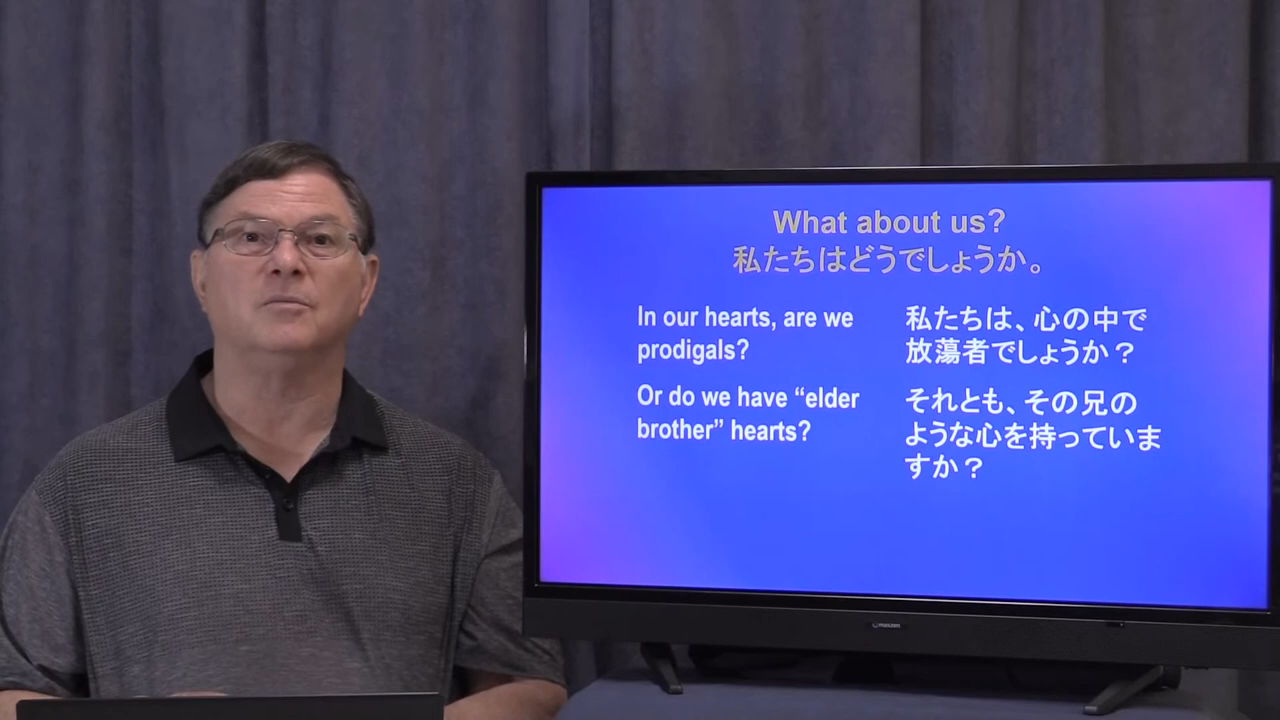 What about us?
私たちはどうでしょうか。
In our hearts, are we
prodigals?
Or do we have “elder
brother” hearts?
私たちは、心の中で
放蕩者でしょうか？
それとも、その兄の
ような心を持っていま
すか？